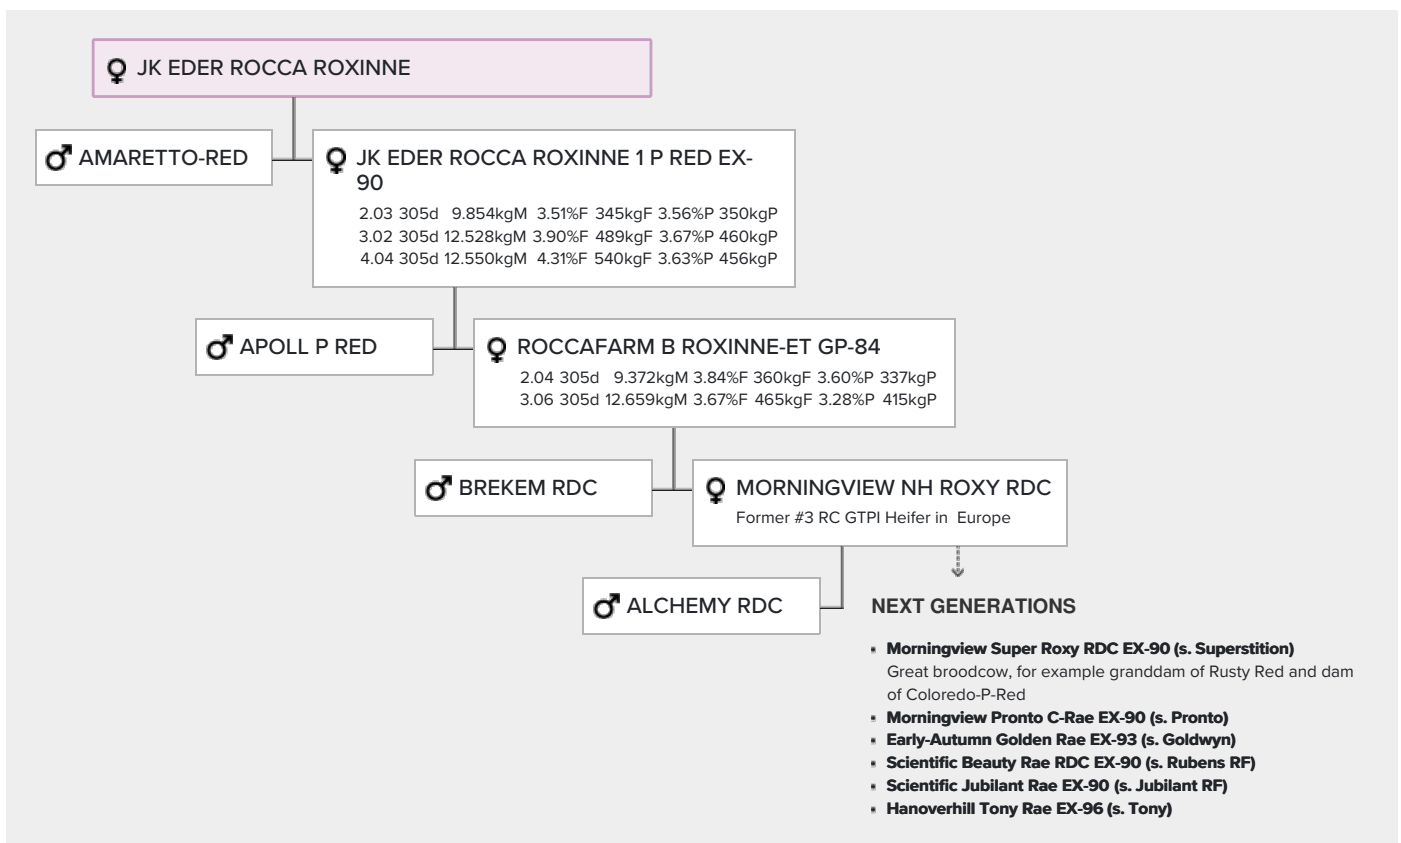 JK EDER ROCCA ROXINNE
AMARETTO-RED
JK EDER ROCCA ROXINNE 1 P RED EX-
90
2.03 305d 9.854kgM 3.51%F 345kgF 3.56%P 350kgP
3.02 305d 12.528kgM 3.90%F 489kgF 3.67%P 460kgP
4.04 305d 12.550kgM 4.31%F 540kgF 3.63%P 456kgP
APOLL P RED
ROCCAFARM B ROXINNE-ET GP-84
2.04 305d 9.372kgM 3.84%F 360kgF 3.60%P 337kgP
3.06 305d 12.659kgM 3.67%F 465kgF 3.28%P 415kgP
BREKEM RDC
MORNINGVIEW NH ROXY RDC
Former #3 RC GTPI Heifer in Europe
ALCHEMY RDC
NEXT GENERATIONS
Morningview Super Roxy RDC EX-90 (s. Superstition)
Great broodcow, for example granddam of Rusty Red and dam
of Coloredo-P-Red
Morningview Pronto C-Rae EX-90 (s. Pronto)
Early-Autumn Golden Rae EX-93 (s. Goldwyn)
Scientific Beauty Rae RDC EX-90 (s. Rubens RF)
Scientific Jubilant Rae EX-90 (s. Jubilant RF)
Hanoverhill Tony Rae EX-96 (s. Tony)